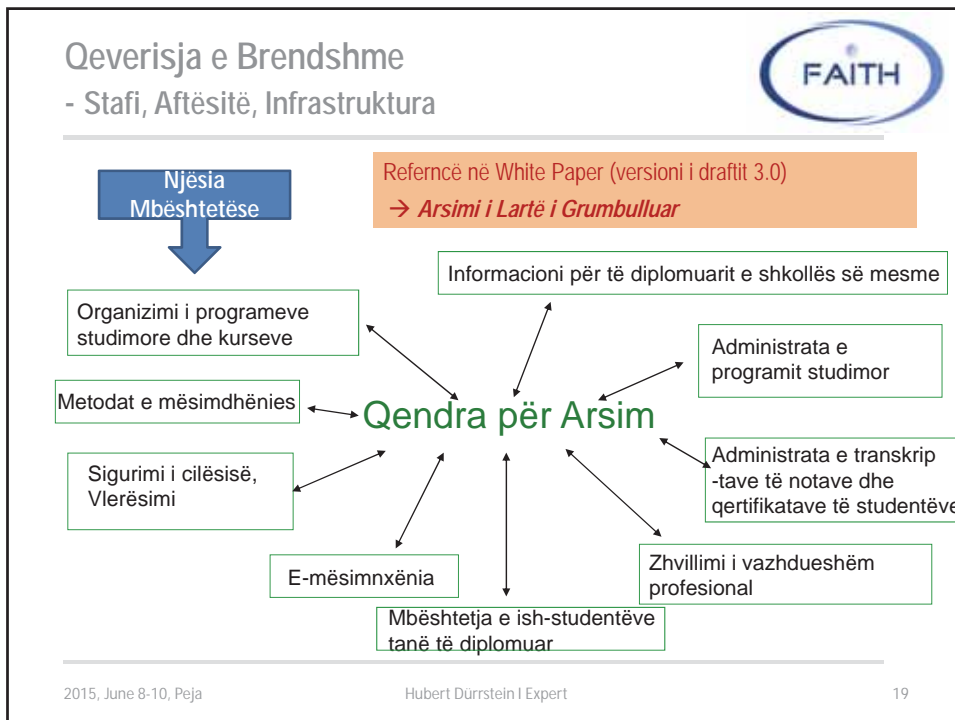 Qeverisja e Brendshme
- Stafi, Aftësitë, Infrastruktura
FAITH
Njësia
Mbështetëse
Referncë në White Paper (versioni i draftit 3.0)
→ Arsimi i Lartë i Grumbulluar
Informacioni për të diplomuarit e shkollës së mesme
Organizimi i programeve
studimore dhe kurseve
Administrata e
programit studimor
Metodat e mësimdhënies
Qendra për Arsim
Administrata e transkrip
-tave të notave dhe
qertifikatave të studentëve
Sigurimi i cilësisë,
Vlerësimi
E-mësimnxënia
Zhvillimi i vazhdueshëm
profesional
Mbështetja e ish-studentëve
tanë të diplomuar
2015, June 8-10, Peja
Hubert Dürrstein I Expert
19